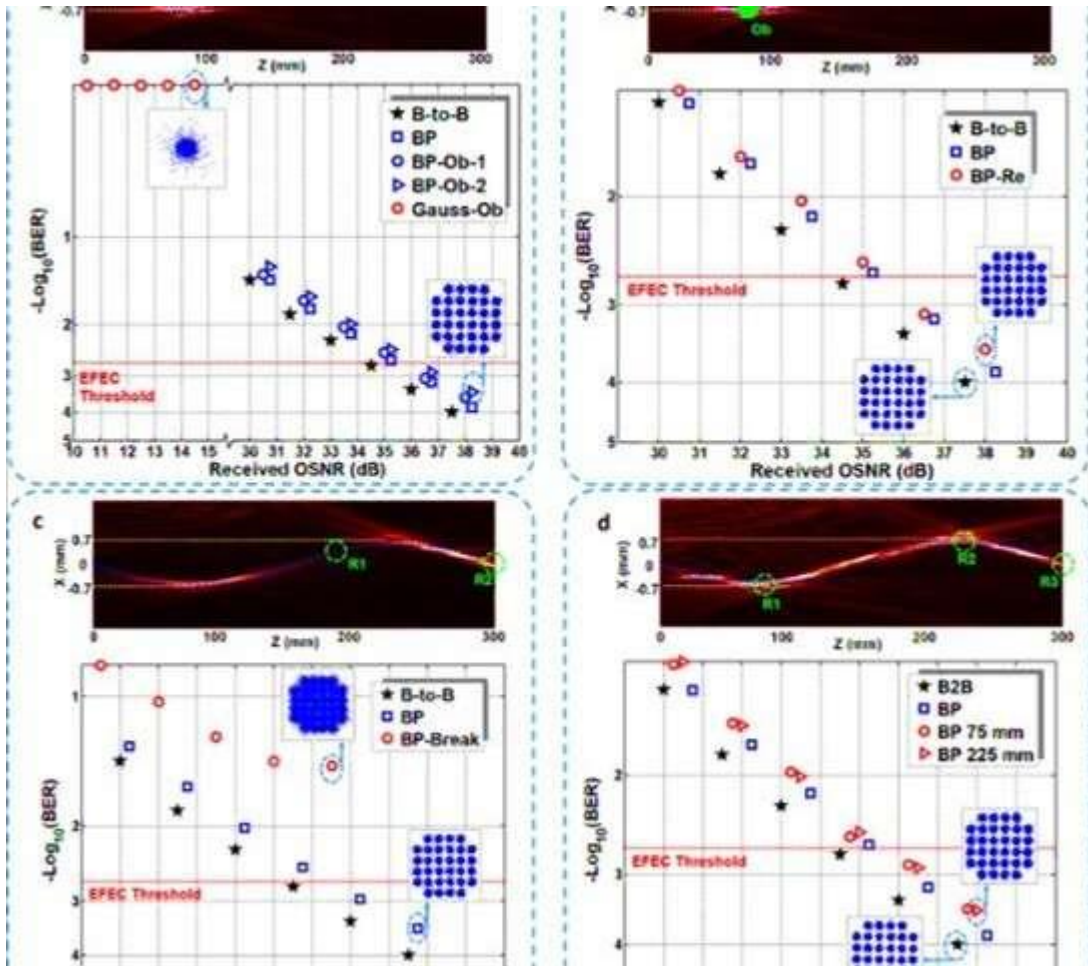 -0.7
0 100 200 300
Z (mm)
B-to-B
BP
BP-Ob-1
BP-Ob-2
Gauss-Ob
-Log10(BER)
1
2
3
4
5
EFEC
Threshold
10 11 12 13 14 15 30 31 32 33 34 35 36 37 38 39 40
Received OSNR (dB)
-0.7
Ob
0 100 200 300
Z (mm)
B-to-B
BP
BP-Re
-Log10(BER)
2
3
4
5
EFEC Threshold
30 31 32 33 34 35 36 37 38 39 40
Received OSNR (dB)
c
X (mm)
0.7
0
-0.7
R1
R2
0 100 200 300
Z (mm)
B-to-B
BP
BP-Break
-Log10(BER)
1
2
3
4
EFEC Threshold
d
X (mm)
0.7
0
-0.7
R1
R2
R3
0 100 200 300
Z (mm)
B2B
BP
BP 75 mm
BP 225 mm
-Log10(BER)
2
3
4
EFEC Threshold